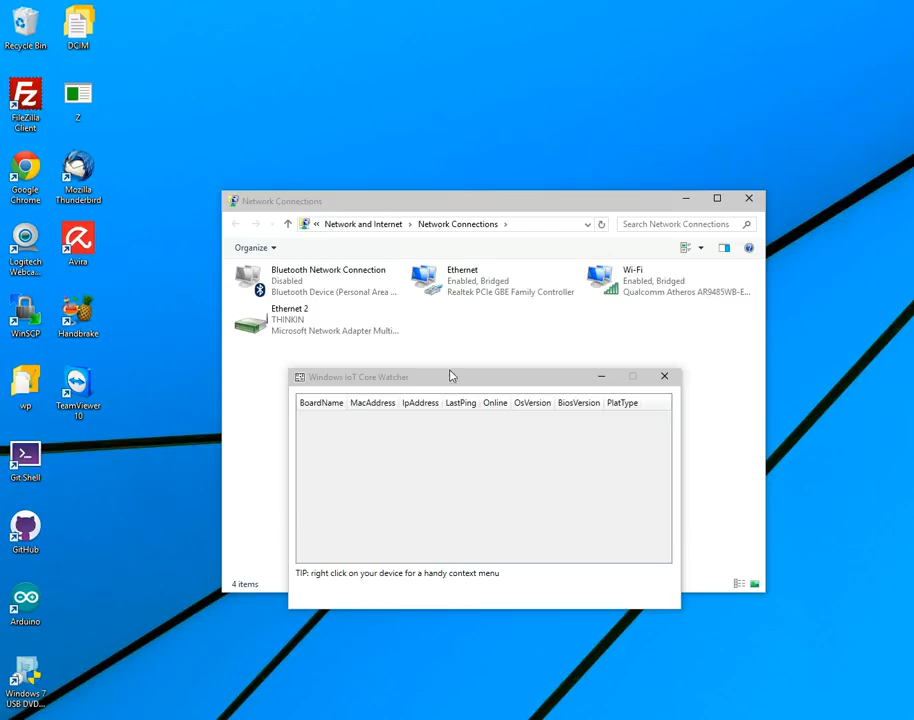 Recycle Bin
DCIM
FileZilla
Client
Z
Google
Chrome
Mozilla
Thunderbird
Logitech
Webca...
Avira
WinSCP
Handbrake
wp
TeamViewer
10
Git Shell
GitHub
Arduino
Windows 7
USB DVD...
Network Connections
« Network and Internet › Network Connections ›
Search Network Connections
Organize
Bluetooth Network Connection
Disabled
Bluetooth Device (Personal Area ...
Ethernet
Enabled, Bridged
Realtek PCIe GBE Family Controller
Wi-Fi
Enabled, Bridged
Qualcomm Atheros AR9485WB-E...
Ethernet 2
THINKIN
Microsoft Network Adapter Multi...
Windows IoT Core Watcher
BoardName MacAddress IpAddress LastPing Online OsVersion BiosVersion PlatType
TIP: right click on your device for a handy context menu
4 items